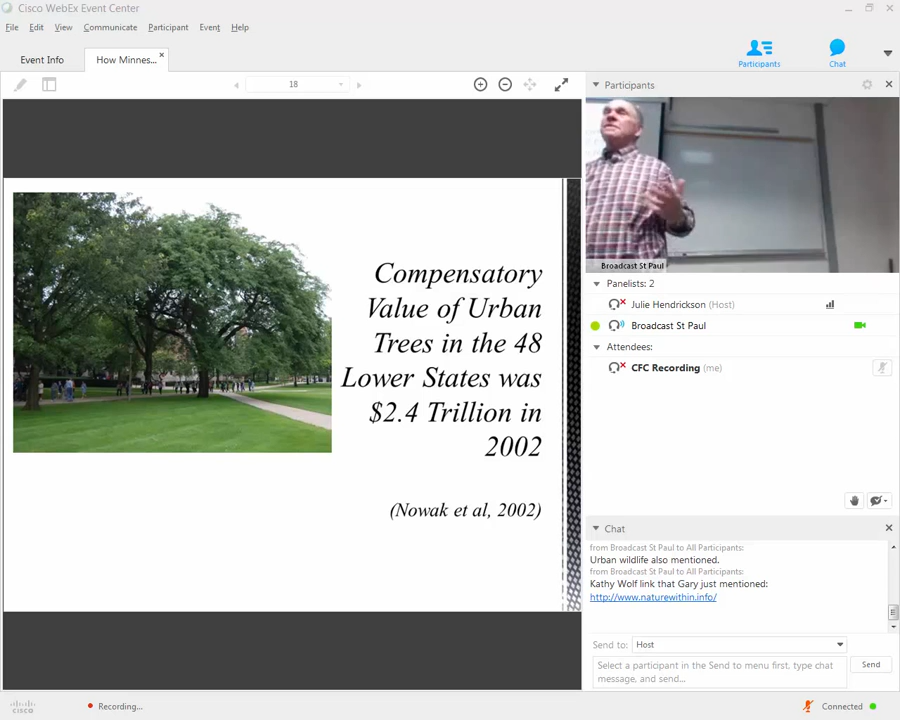 Cisco WebEx Event Center
File Edit View Communicate Participant Event Help
Event Info
How Minnes...
Participants
Chat
18
Participants
Broadcast St Paul
Panelists: 2
Julie Hendrickson (Host)
Broadcast St Paul
Attendees:
CFC Recording (me)
Compensatory
Value of Urban
Trees in the 48
Lower States was
$2.4 Trillion in
2002
(Nowak et al, 2002)
Chat
from Broadcast St Paul to All Participants:
Urban wildlife also mentioned.
from Broadcast St Paul to All Participants:
Kathy Wolf link that Gary just mentioned:
http://www.naturewithin.info/
Send to: Host
Select a participant in the Send to menu first, type chat
message, and send...
Send
cisco
Recording...
Connected